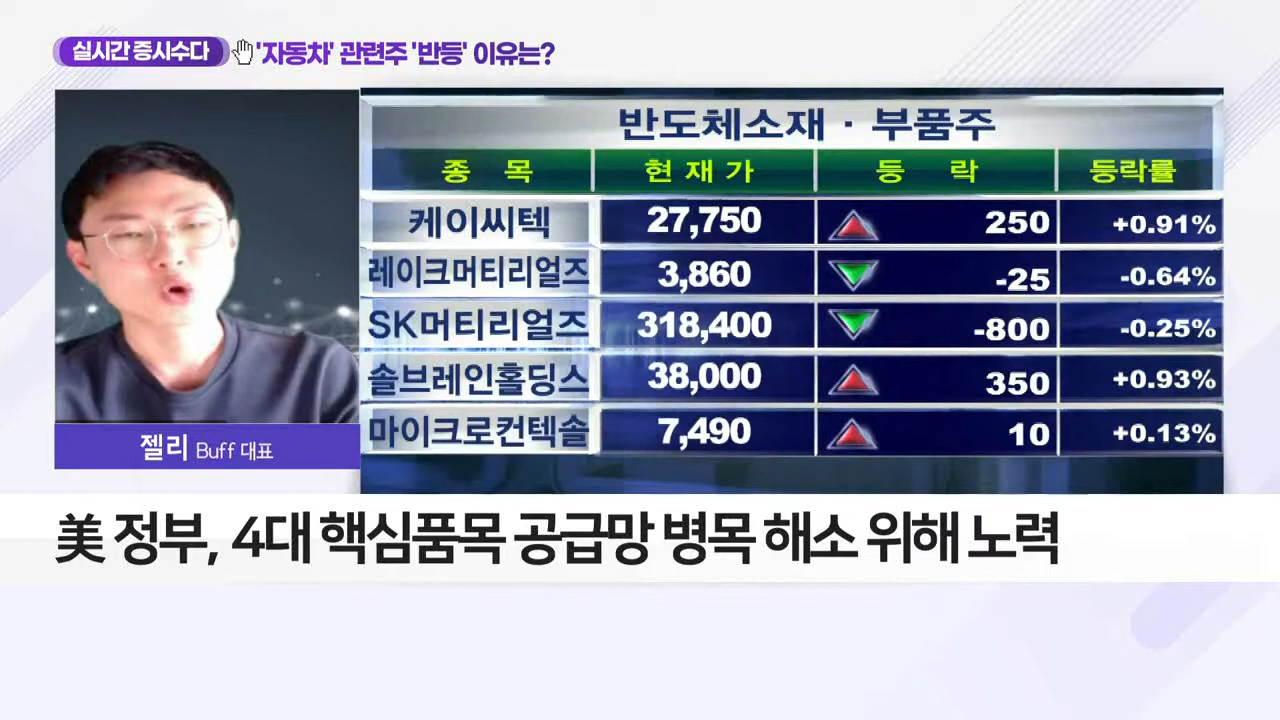 실시간 증시수다 '자동차' 관련주 '반등' 이유는?
반도체소재 · 부품주
종목 현재가 등락 등락률
케이씨텍 27,750 250 +0.91%
레이크머티리얼즈 3,860 -25 -0.64%
SK머티리얼즈 318,400 -800 -0.25%
솔브레인홀딩스 38,000 350 +0.93%
마이크로컨텍솔 7,490 10 +0.13%
젤리 Buff 대표
美 정부, 4대 핵심품목 공급망 병목 해소 위해 노력